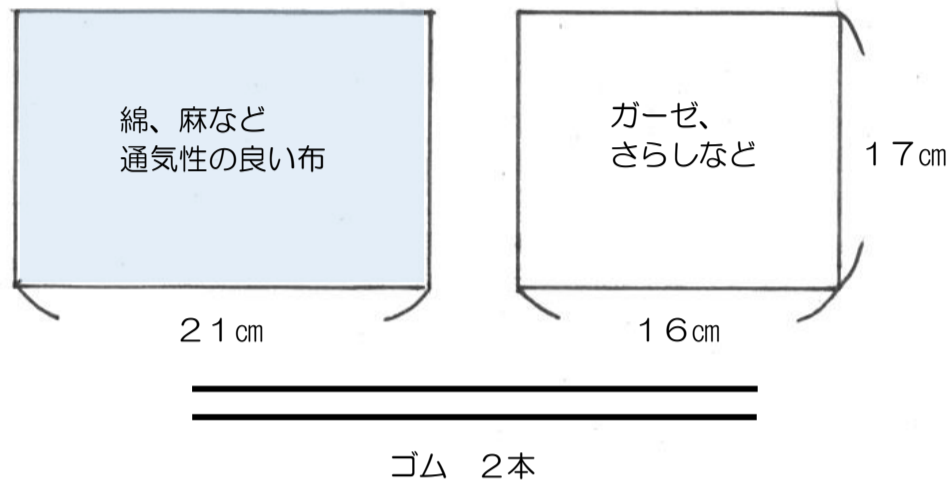 綿、麻など
通気性の良い布
ガーゼ、
さらしなど
１７㎝
２１㎝
１６㎝
ゴム　２本